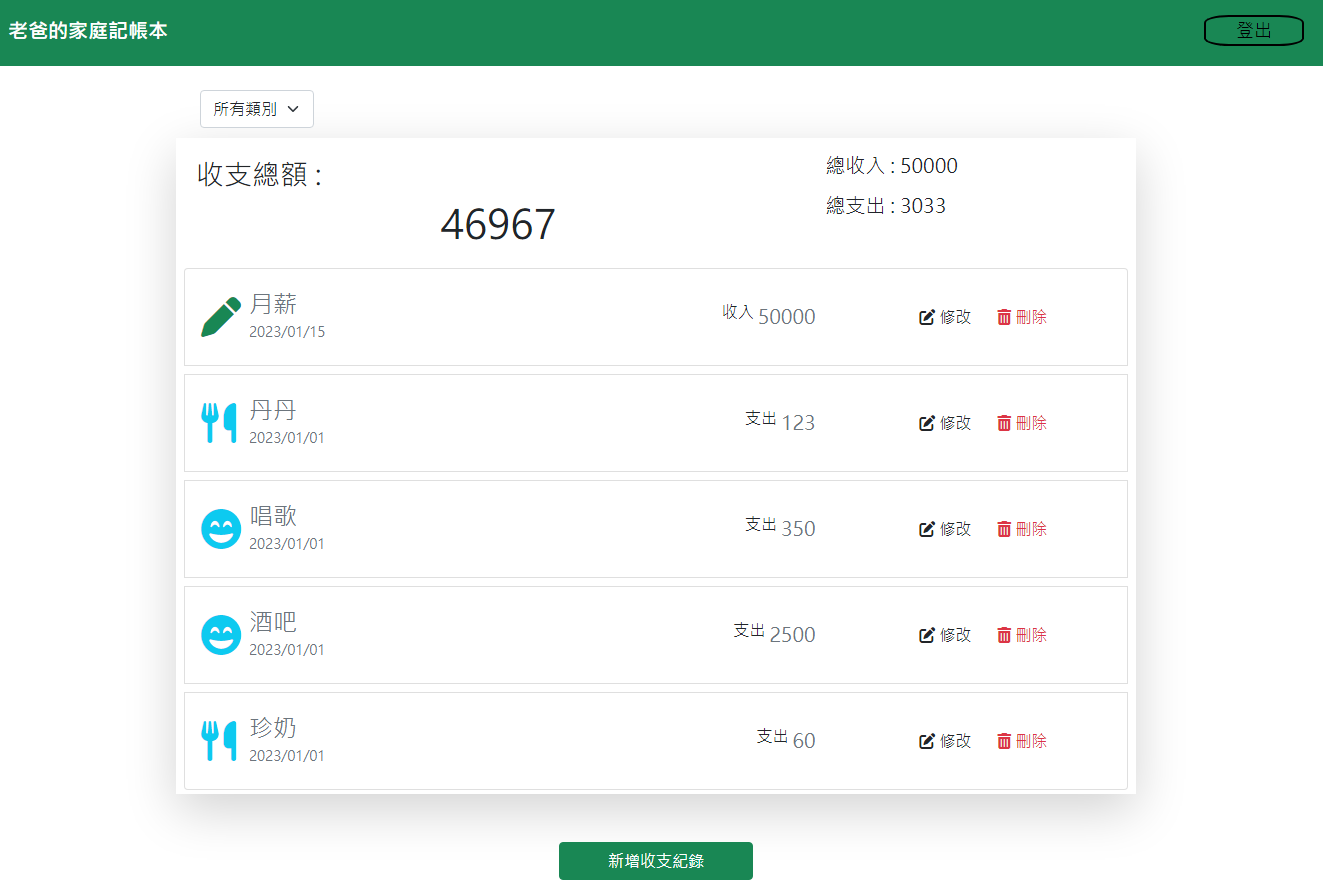 老爸的家庭記帳本
登出
所有類別
收支總額 :
46967
總收入 : 50000
總支出 : 3033
月薪
2023/01/15
收入 50000
修改 刪除
丹丹
2023/01/01
支出 123
修改 刪除
唱歌
2023/01/01
支出 350
修改 刪除
酒吧
2023/01/01
支出 2500
修改 刪除
珍奶
2023/01/01
支出 60
修改 刪除
新增收支紀錄